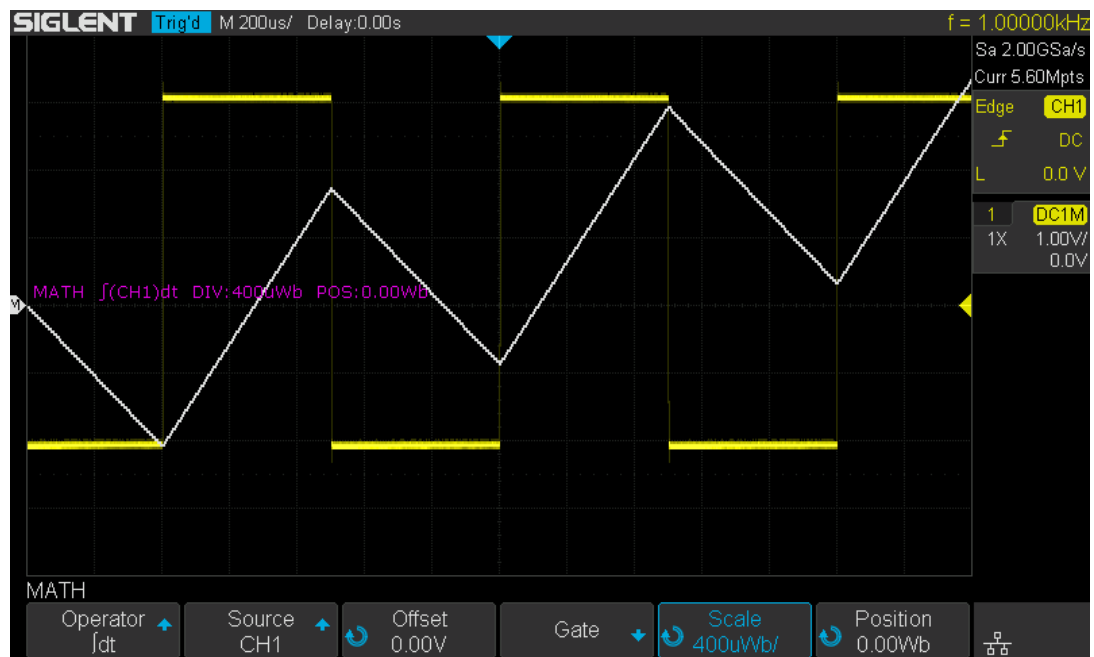 SIGLENT Trig'd M 200us/ Delay:0.00s f = 1.00000kHz
Sa 2.00GSa/s
Curr 5.60Mpts
Edge CH1
DC
L 0.0 V
1 DC1M
1X 1.00V/
0.0V
M
MATH ∫(CH1)dt DIV:400uWb POS:0.00Wb
MATH
Operator
∫dt
Source
CH1
Offset
0.00V
Gate
Scale
400uWb/
Position
0.00Wb